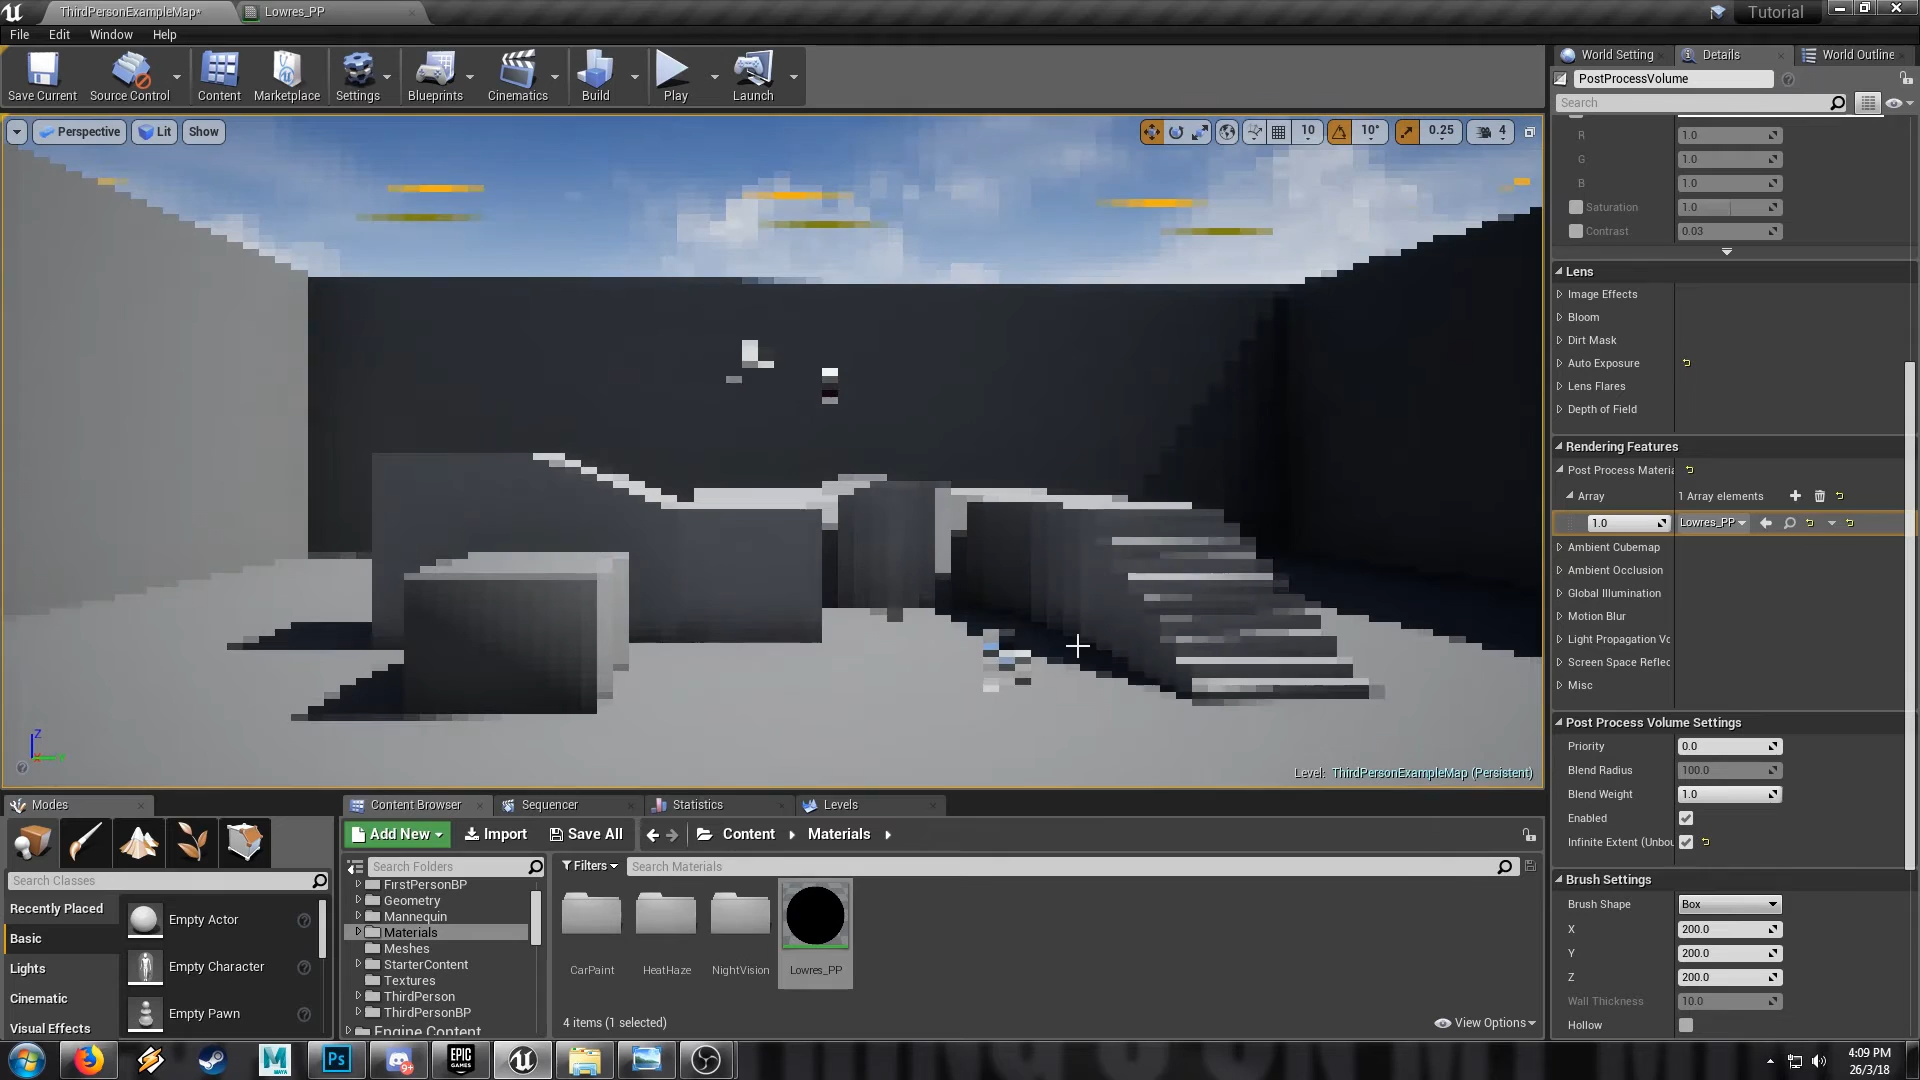 ThirdPersonExampleMap*
Lowres_PP
Tutorial
File Edit Window Help
Save Current
Source Control
Content
Marketplace
Settings
Blueprints
Cinematics
Build
Play
Launch
Perspective
Lit
Show
10
10°
0.25
4
Level: ThirdPersonExampleMap (Persistent)
Z
World Setting
Details
World Outline
PostProcessVolume
Search
R 1.0
G 1.0
B 1.0
Saturation 1.0
Contrast 0.03
Lens
Image Effects
Bloom
Dirt Mask
Auto Exposure
Lens Flares
Depth of Field
Rendering Features
Post Process Materia
Array 1 Array elements
1.0 Lowres_PP
Ambient Cubemap
Ambient Occlusion
Global Illumination
Motion Blur
Light Propagation Vo
Screen Space Reflec
Misc
Post Process Volume Settings
Priority 0.0
Blend Radius 100.0
Blend Weight 1.0
Enabled
Infinite Extent (Unbou
Brush Settings
Brush Shape Box
X 200.0
Y 200.0
Z 200.0
Wall Thickness 10.0
Hollow
Modes
Search Classes
Recently Placed
Basic
Lights
Cinematic
Visual Effects
Empty Actor
Empty Character
Empty Pawn
Content Browser
Sequencer
Statistics
Levels
Add New
Import
Save All
Content
Materials
Search Folders
Filters
Search Materials
FirstPersonBP
Geometry
Mannequin
Materials
Meshes
StarterContent
Textures
ThirdPerson
ThirdPersonBP
Engine Content
CarPaint
HeatHaze
NightVision
Lowres_PP
4 items (1 selected)
View Options
MAYA
Ps
9+
EPIC
GAMES
4:09 PM
26/3/18